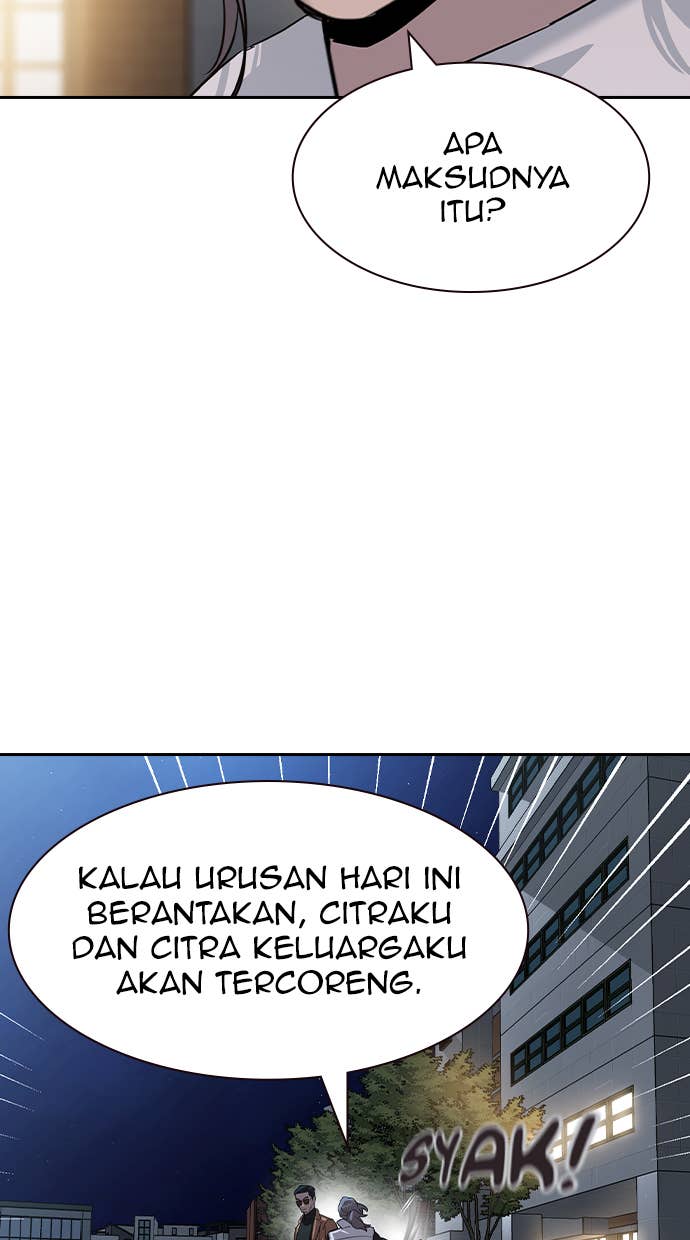 APA
MAKSUDNYA
ITU?
KALAU URUSAN HARI INI
BERANTAKAN, CITRAKU
DAN CITRA KELUARGAKU
AKAN TERCORENG.
SYAK!